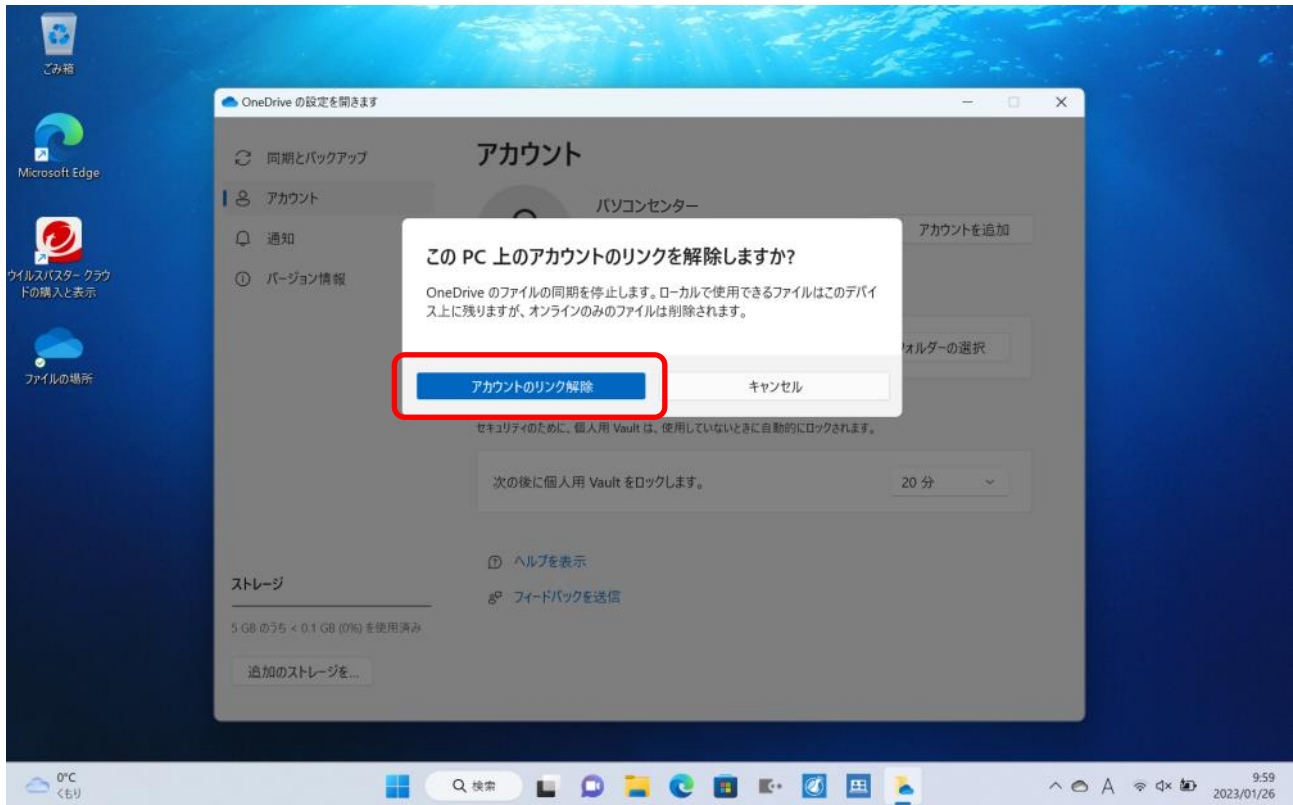 ごみ箱
Microsoft Edge
ウイルスバスター クラウ
ドの購入と表示
ファイルの場所
OneDrive の設定を開きます
同期とバックアップ
アカウント
通知
バージョン情報
アカウント
パソコンセンター
アカウントを追加
この PC 上のアカウントのリンクを解除しますか?
OneDrive のファイルの同期を停止します。ローカルで使用できるファイルはこのデバイ
ス上に残りますが、オンラインのみのファイルは削除されます。
ォルダーの選択
アカウントのリンク解除
キャンセル
セキュリティのために、個人用 Vault は、使用していないときに自動的にロックされます。
次の後に個人用 Vault をロックします。
20 分
ヘルプを表示
フィードバックを送信
ストレージ
5 GB のうち < 0.1 GB (0%) を使用済み
追加のストレージを...
0°C
くもり
検索
A
9:59
2023/01/26